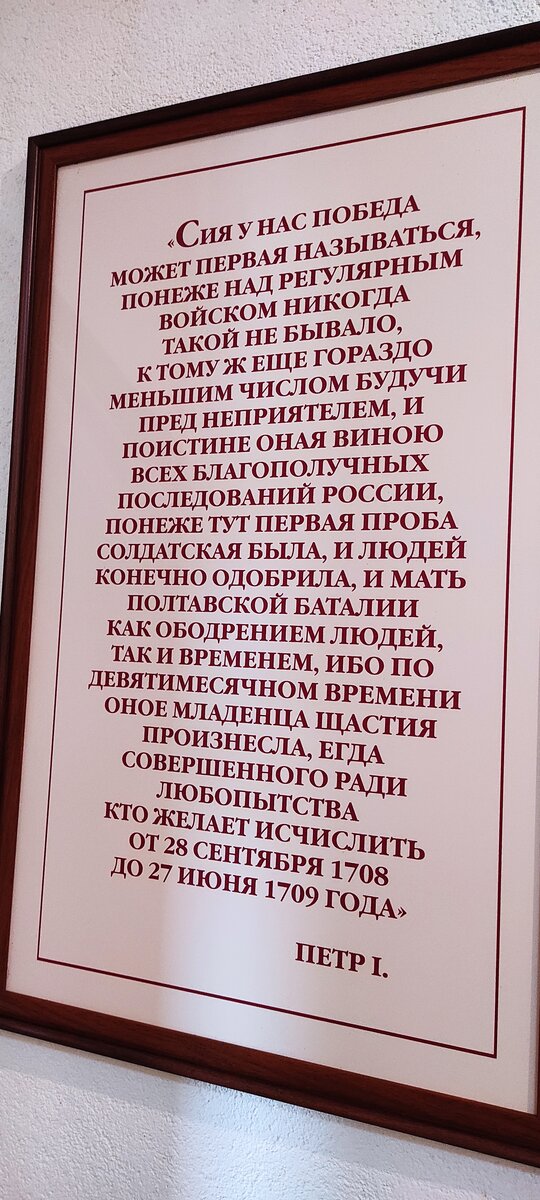 «Сия у нас победа
может первая называться,
понеже над регулярным
войском никогда
такой не бывало,
к тому ж еще гораздо
меньшим числом будучи
пред неприятелем, и
поистине оная виною
всех благополучных
последований России,
понеже тут первая проба
солдатская была, и людей
конечно одобрила, и мать
Полтавской баталии
как ободрением людей,
так и временем, ибо по
девятимесячном времени
оное младенца щастия
произнесла, егда
совершенного ради
любопытства
кто желает исчислить
от 28 сентября 1708
до 27 июня 1709 года»
ПЕТР I.